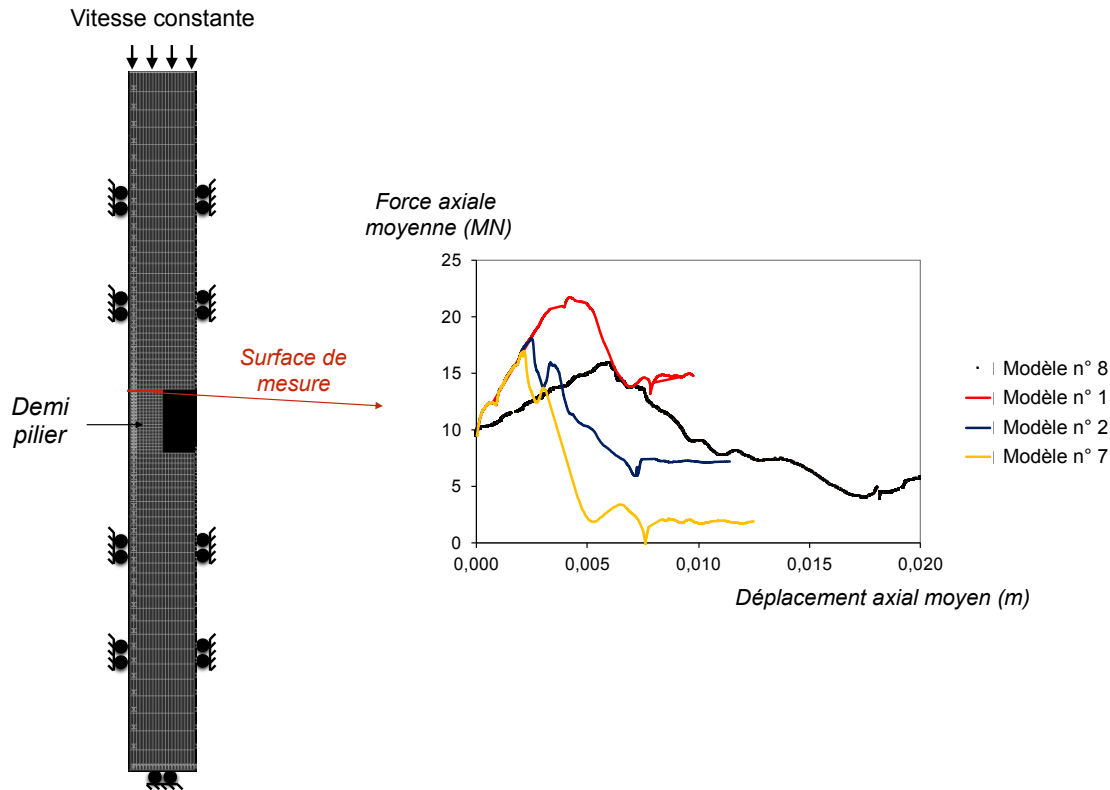 Vitesse constante
Surface de
mesure
Demi
pilier
Force axiale
moyenne (MN)
25
20
15
10
5
0
0,000
0,005
0,010
0,015
0,020
Déplacement axial moyen (m)
Modèle n° 8
Modèle n° 1
Modèle n° 2
Modèle n° 7